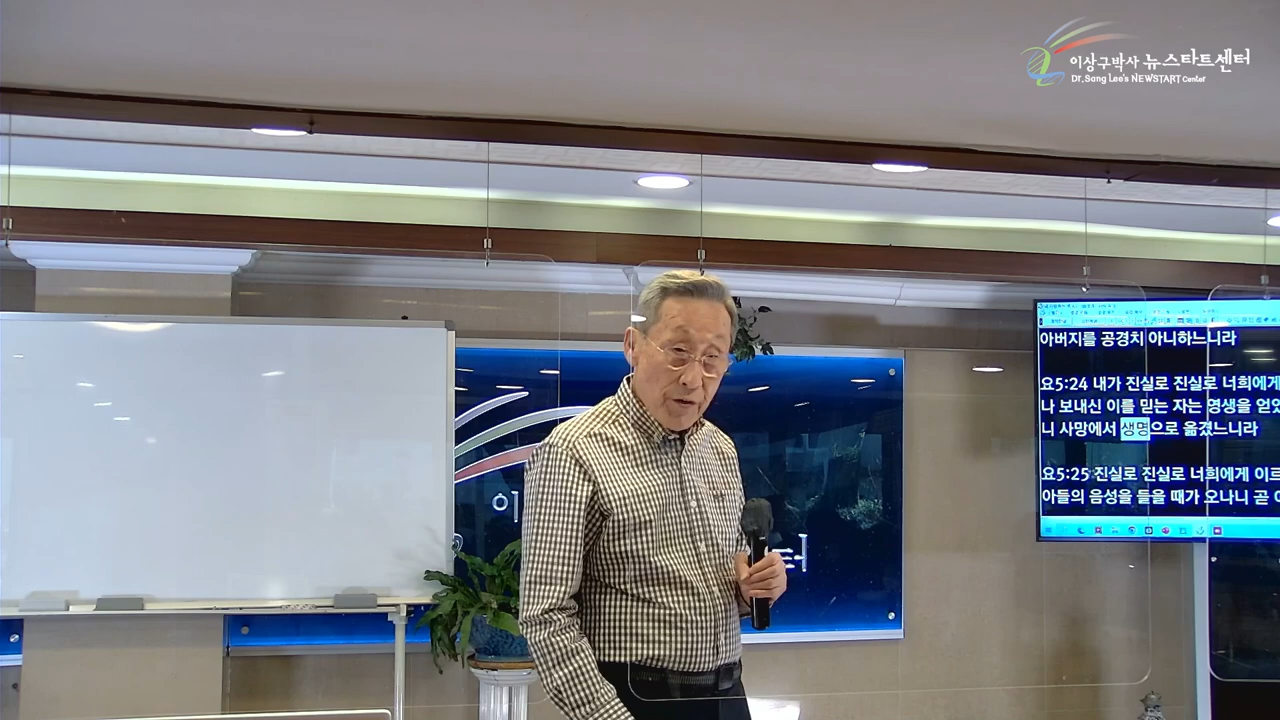 이상구박사 뉴스타트센터
Dr. Sang Lee's NEWSTART Center
아버지를 공경치 아니하느니라
요5:24 내가 진실로 진실로 너희에게
나 보내신 이를 믿는 자는 영생을 얻었
니 사망에서 생명으로 옮겼느니라
요5:25 진실로 진실로 너희에게 이르
아들의 음성을 들을 때가 오나니 곧
이
터